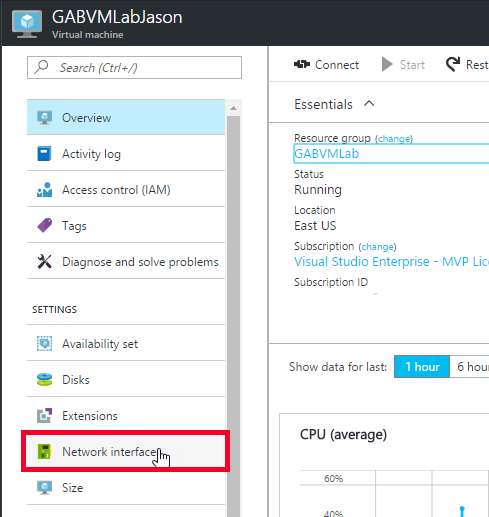 GABVMLabJason
Virtual machine
Search (Ctrl+/)
Overview
Activity log
Access control (IAM)
Tags
Diagnose and solve problems
SETTINGS
Availability set
Disks
Extensions
Network interface
Size
Connect Start Rest
Essentials
Resource group (change)
GABVMLab
Status
Running
Location
East US
Subscription (change)
Visual Studio Enterprise - MVP Lic
Subscription ID
Show data for last: 1 hour 6 hou
CPU (average)
60%
40%